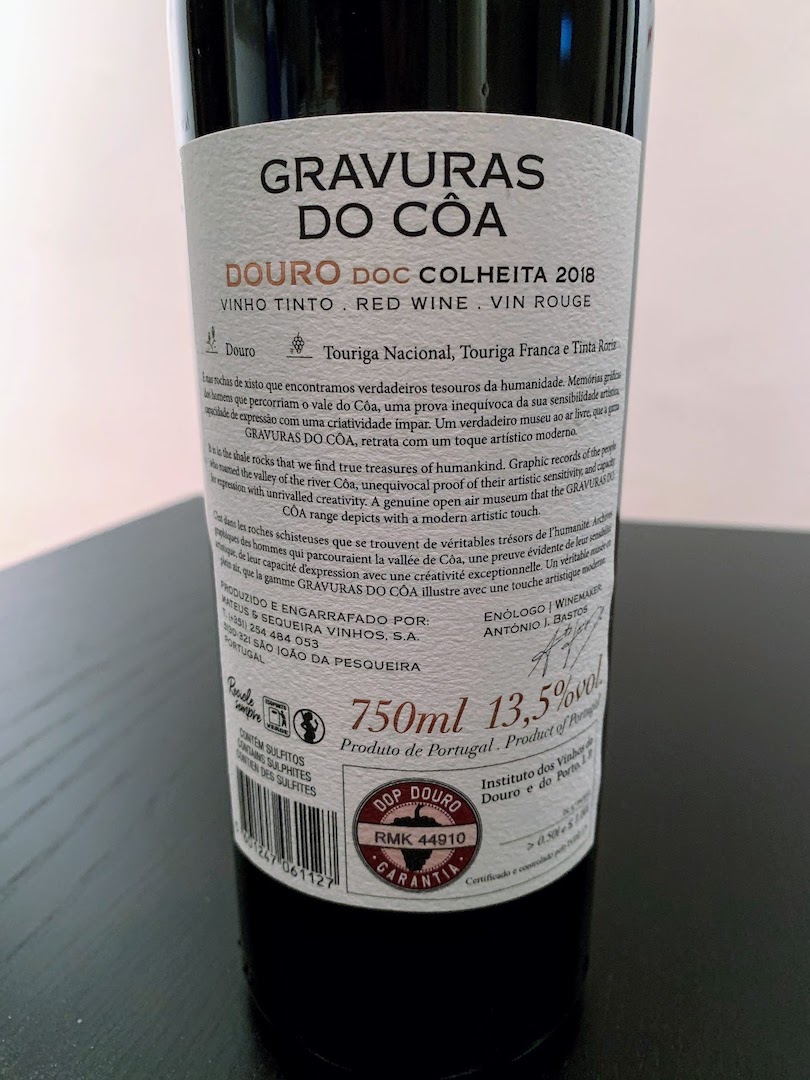 GRAVURAS
DO CÔA
DOURO DOC COLHEITA 2018
VINHO TINTO . RED WINE . VIN ROUGE
Douro Touriga Nacional, Touriga Franca e Tinta Roriz
É nas rochas de xisto que encontramos verdadeiros tesouros da humanidade. Memórias gráficas
dos homens que percorriam o vale do Côa, uma prova inequívoca da sua sensibilidade artística,
capacidade de expressão com uma criatividade ímpar. Um verdadeiro museu ao ar livre, que a gama
GRAVURAS DO CÔA, retrata com um toque artístico moderno.
It is in the shale rocks that we find true treasures of humankind. Graphic records of the people
who roamed the valley of the river Côa, unequivocal proof of their artistic sensitivity, and capacity
for expression with unrivalled creativity. A genuine open air museum that the GRAVURAS DO
CÔA range depicts with a modern artistic touch.
C'est dans les roches schisteuses que se trouvent de véritables trésors de l'humanité. Archives
graphiques des hommes qui parcouraient la vallée de Côa, une preuve évidente de leur sensibilité
artistique, de leur capacité d'expression avec une créativité exceptionnelle. Un véritable musée en
plein air, que la gamme GRAVURAS DO CÔA illustre avec une touche artistique moderne.
PRODUZIDO E ENGARRAFADO POR:
MATEUS & SEQUEIRA VINHOS, S.A.
T. (+351) 254 484 053
5130-321 SÃO JOÃO DA PESQUEIRA
PORTUGAL
ENÓLOGO | WINEMAKER:
ANTÓNIO J. BASTOS
Recicle
sempre
VERDE
750ml 13,5%vol.
Produto de Portugal . Product of Portugal
CONTÉM SULFITOS
CONTAINS SULPHITES
CONTIEN DES SULFITES
061127
DOP DOURO
RMK 44910
GARANTIA
Instituto dos Vinhos do
Douro e do Porto, I. P.
Certificado e controlado pelo